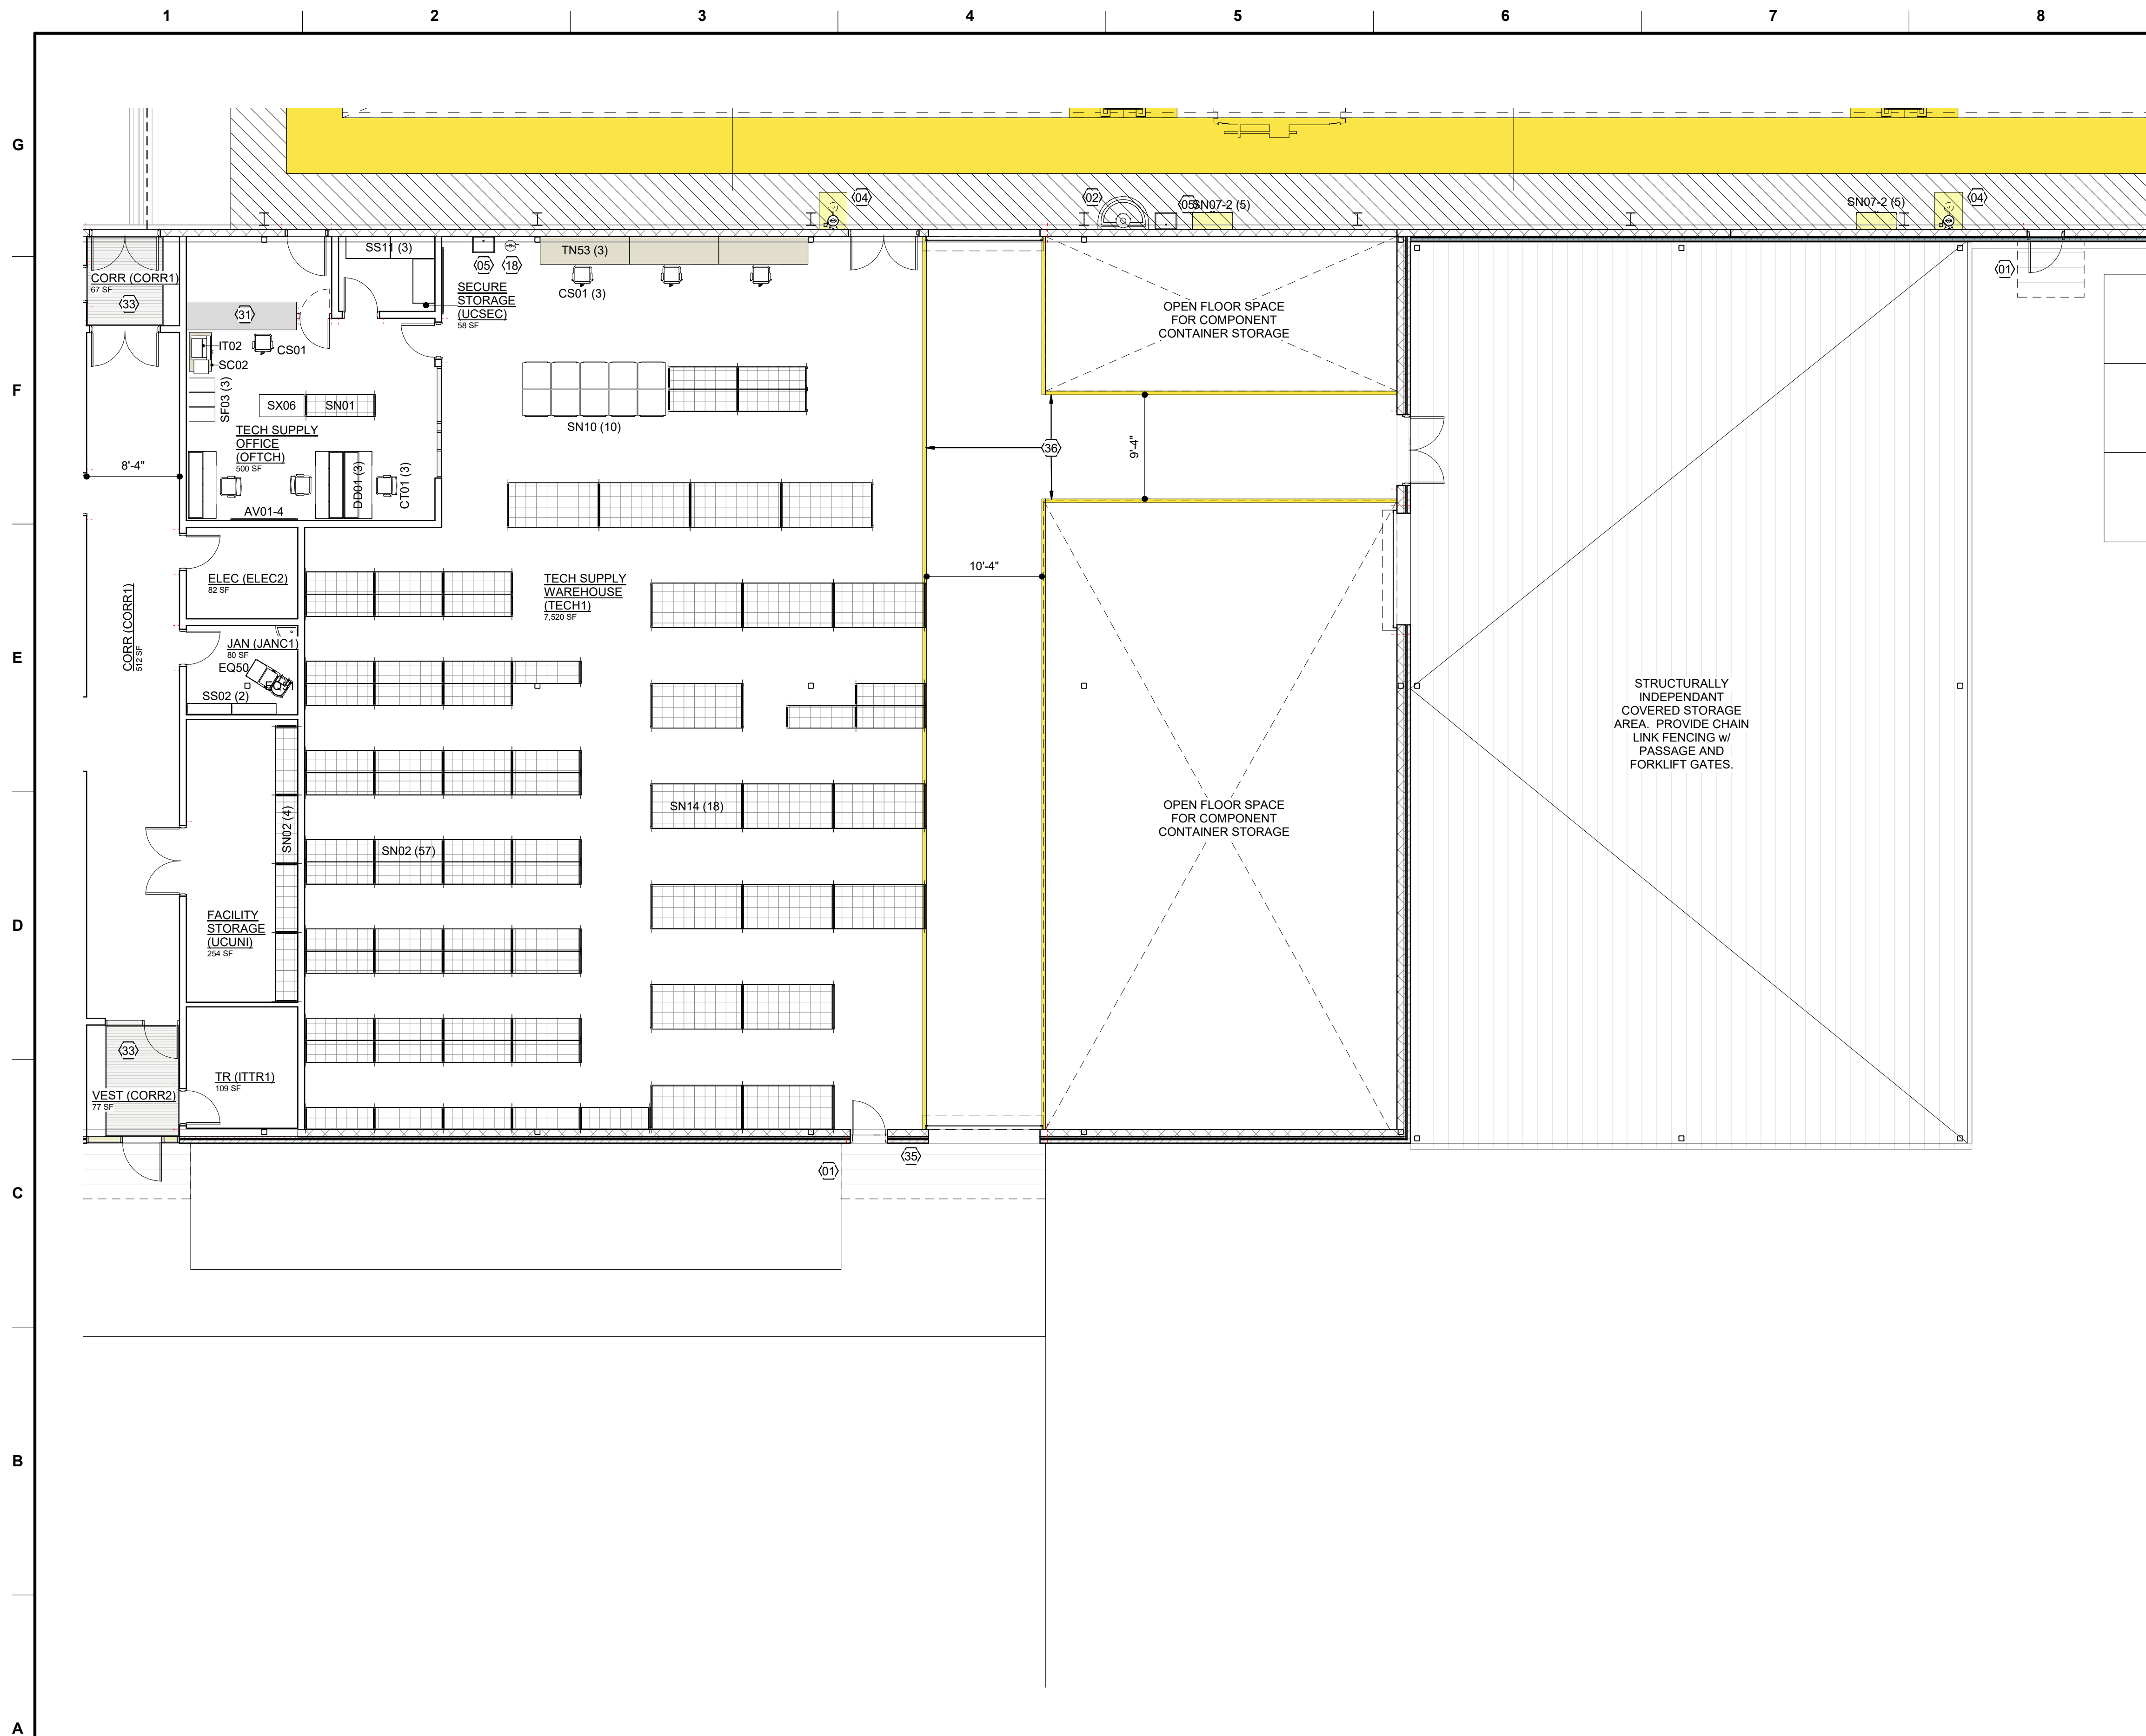 1 2 3 4 5 6 7 8
G
04
02
05
SN07-2 (5)
SN07-2 (5)
04
CORR (CORR1)
67 SF
33
31
SS11 (3)
05
18
SECURE
STORAGE
(UCSEC)
58 SF
TN53 (3)
CS01 (3)
OPEN FLOOR SPACE
FOR COMPONENT
CONTAINER STORAGE
01
IT02
CS01
SC02
F
SF03 (3)
SX06
SN01
TECH SUPPLY
OFFICE
(OFTCH)
500 SF
SN10 (10)
36
9'-4"
8'-4"
DD01 (3)
CT01 (3)
AV01-4
ELEC (ELEC2)
82 SF
TECH SUPPLY
WAREHOUSE
(TECH1)
7,520 SF
10'-4"
CORR (CORR1)
512 SF
E
JAN (JANC1)
80 SF
EQ50
EQ51
SS02 (2)
STRUCTURALLY
INDEPENDANT
COVERED STORAGE
AREA. PROVIDE CHAIN
LINK FENCING w/
PASSAGE AND
FORKLIFT GATES.
SN14 (18)
SN02 (4)
SN02 (57)
OPEN FLOOR SPACE
FOR COMPONENT
CONTAINER STORAGE
D
FACILITY
STORAGE
(UCUNI)
254 SF
33
TR (ITTR1)
109 SF
VEST (CORR2)
77 SF
01
35
C
B
A